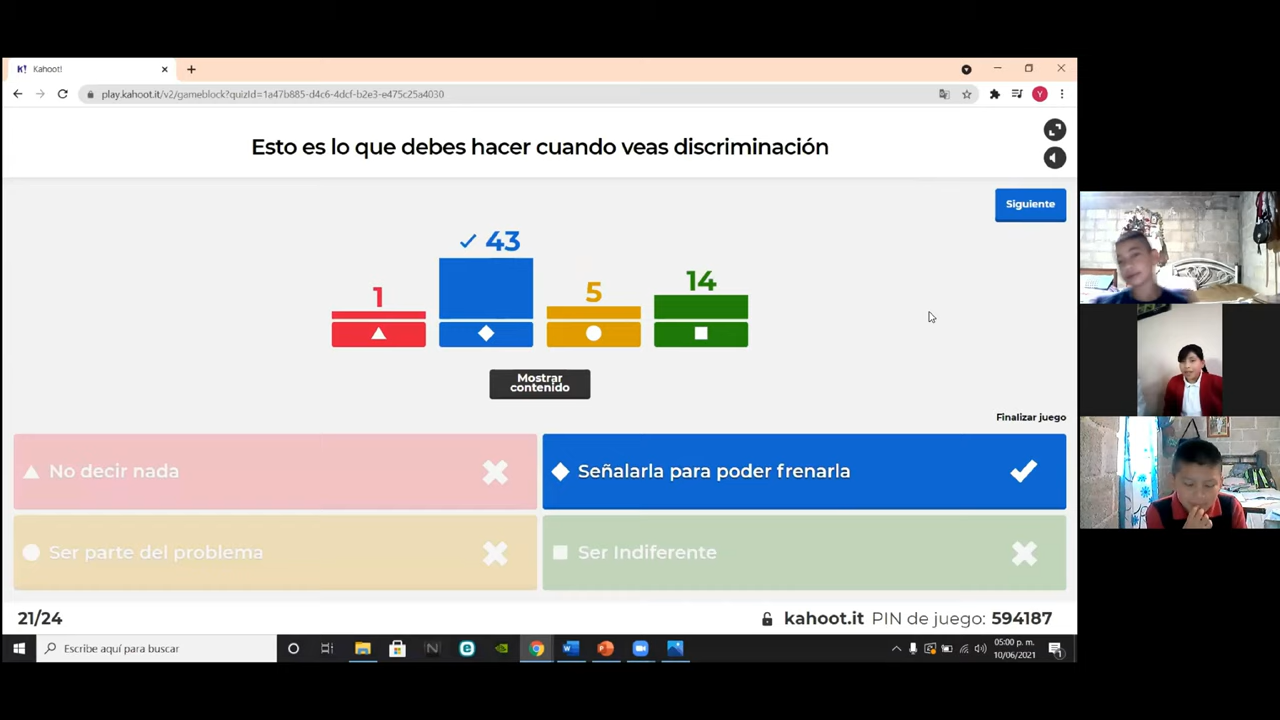 Kahoot!
play.kahoot.it/v2/gameblock?quizId=1a47b885-d4c6-4dcf-b2e3-e475c25a4030
Y
Esto es lo que debes hacer cuando veas discriminación
Siguiente
1
43
5
14
Mostrar
contenido
Finalizar juego
No decir nada
Señalarla para poder frenarla
Ser parte del problema
Ser Indiferente
21/24
kahoot.it PIN de juego: 594187
Escribe aquí para buscar
05:00 p. m.
10/06/2021